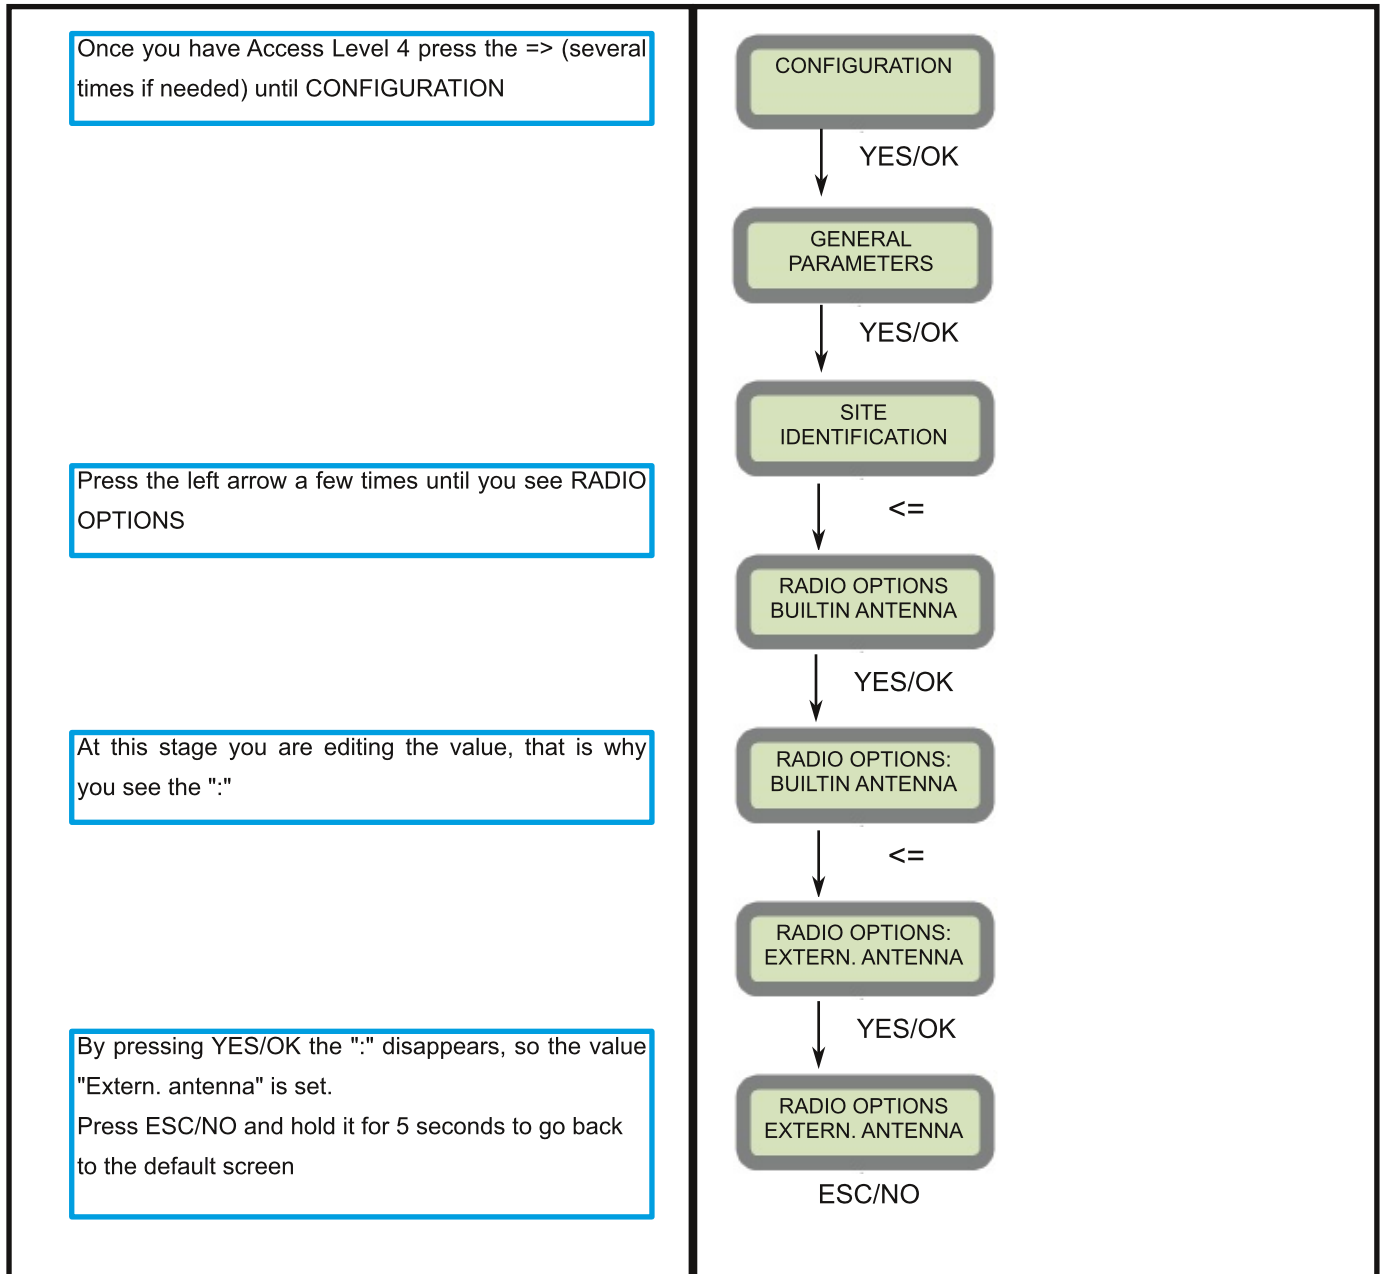 Once you have Access Level 4 press the => (several
times if needed) until CONFIGURATION
CONFIGURATION
YES/OK
GENERAL
PARAMETERS
YES/OK
SITE
IDENTIFICATION
Press the left arrow a few times until you see RADIO
OPTIONS
<=
RADIO OPTIONS
BUILTIN ANTENNA
YES/OK
At this stage you are editing the value, that is why
you see the ":"
RADIO OPTIONS:
BUILTIN ANTENNA
<=
RADIO OPTIONS:
EXTERN. ANTENNA
YES/OK
By pressing YES/OK the ":" disappears, so the value
"Extern. antenna" is set.
Press ESC/NO and hold it for 5 seconds to go back
to the default screen
RADIO OPTIONS
EXTERN. ANTENNA
ESC/NO